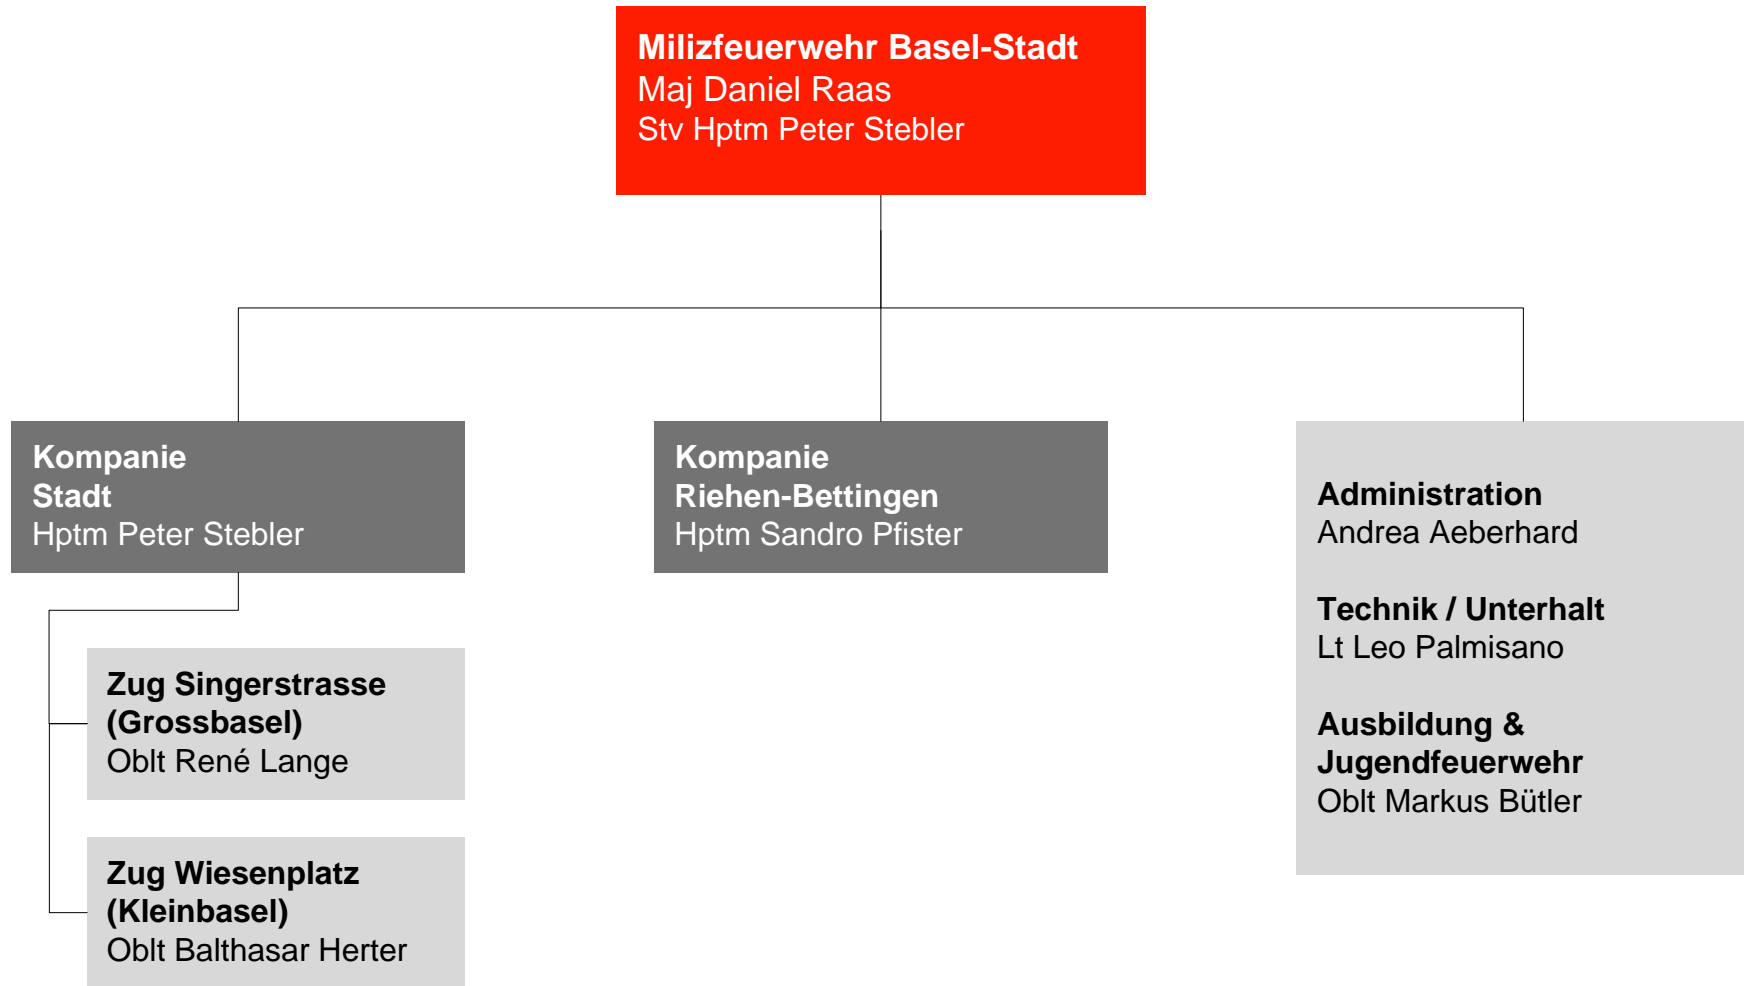 Milizfeuerwehr Basel-Stadt
Maj Daniel Raas
Stv Hptm Peter Stebler
Kompanie
Stadt
Hptm Peter Stebler
Zug Singerstrasse
(Grossbasel)
Oblt René Lange
Zug Wiesenplatz
(Kleinbasel)
Oblt Balthasar Herter
Kompanie
Riehen-Bettingen
Hptm Sandro Pfister
Administration
Andrea Aeberhard
Technik / Unterhalt
Lt Leo Palmisano
Ausbildung &
Jugendfeuerwehr
Oblt Markus Bütler